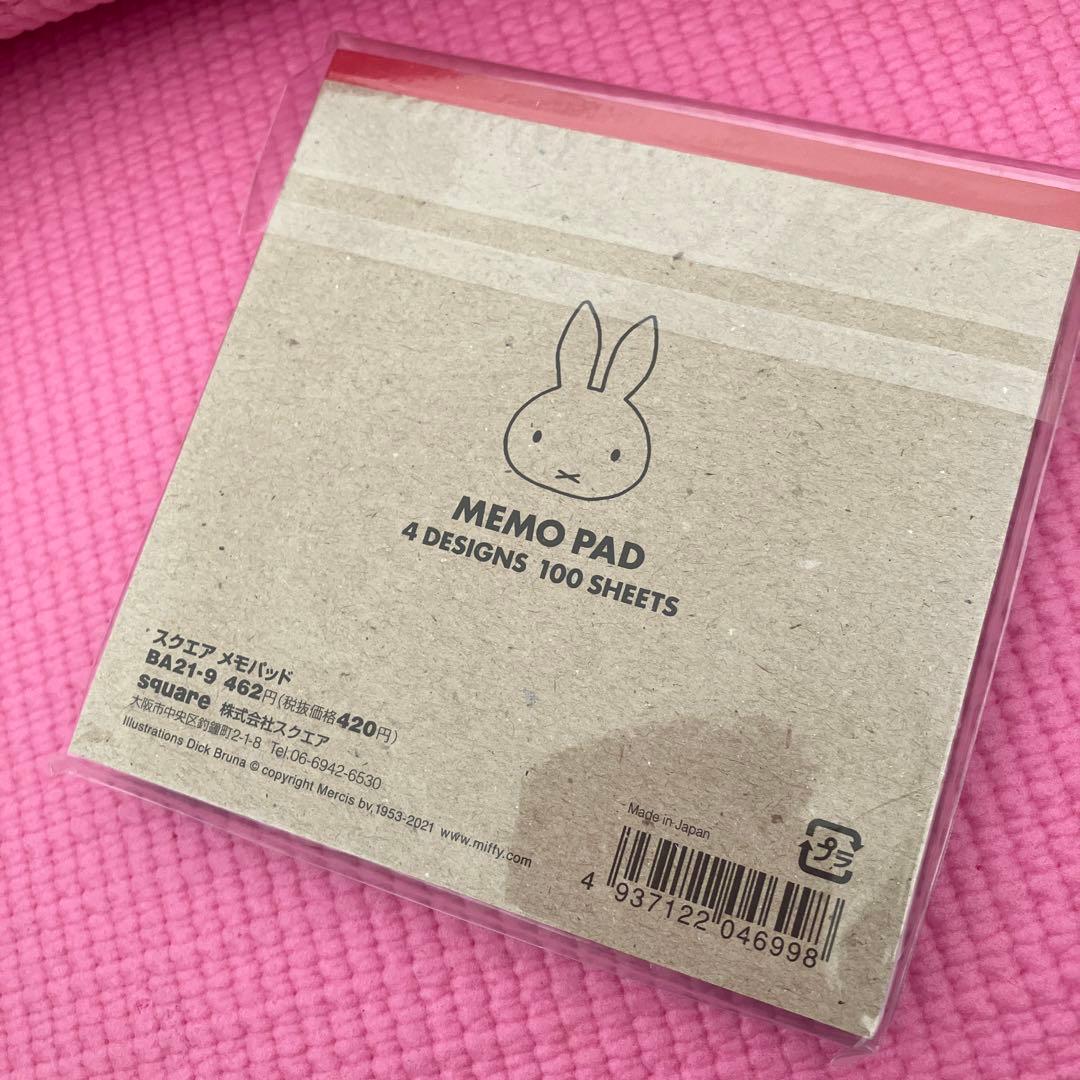 MEMO PAD
4 DESIGNS 100 SHEETS
スクエア メモパッド
BA21-9 462円(税抜価格420円)
square 株式会社スクエア
大阪市中央区釣鐘町2-1-8 Tel.06-6942-6530
Illustrations Dick Bruna © copyright Mercis bv,1953-2021 www.miffy.com
Made in Japan
プラ
4 937122 046998